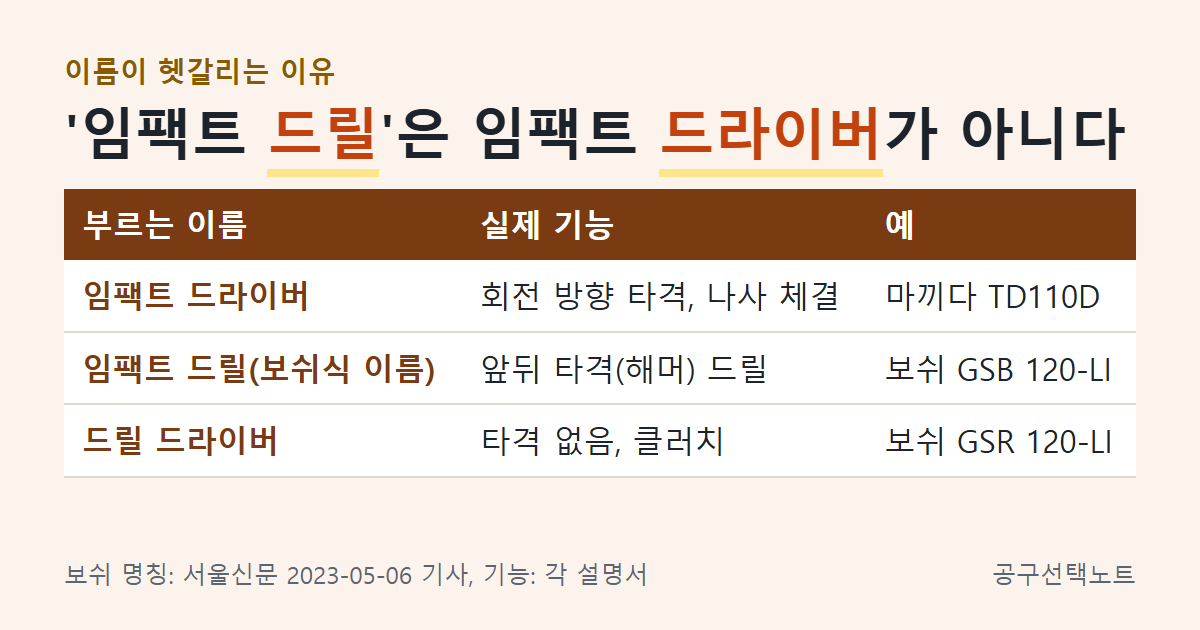 이름이 헷갈리는 이유
'임팩트 드릴'은 임팩트 드라이버가 아니다
부르는 이름 실제 기능 예
임팩트 드라이버 회전 방향 타격, 나사 체결 마끼다 TD110D
임팩트 드릴(보쉬식 이름) 앞뒤 타격(해머) 드릴 보쉬 GSB 120-LI
드릴 드라이버 타격 없음, 클러치 보쉬 GSR 120-LI
보쉬 명칭: 서울신문 2023-05-06 기사, 기능: 각 설명서 공구선택노트